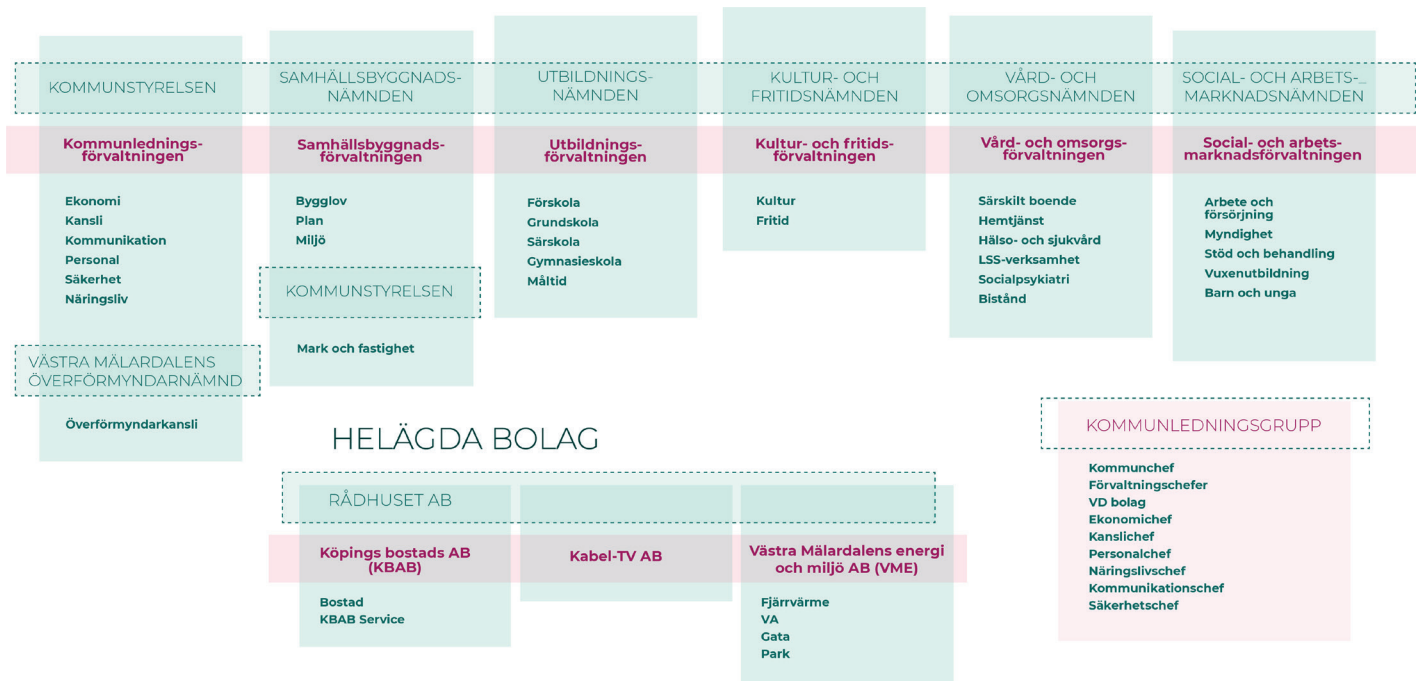 KOMMUNSTYRELSEN
Kommunlednings-
förvaltningen
Ekonomi
Kansli
Kommunikation
Personal
Säkerhet
Näringsliv
VÄSTRA MÄLARDALENS
ÖVERFÖRMYNDARNÄMND
Överförmyndarkansli
SAMHÄLLSBYGGNADS-
NÄMNDEN
Samhällsbyggnads-
förvaltningen
Bygglov
Plan
Miljö
KOMMUNSTYRELSEN
Mark och fastighet
UTBILDNINGS-
NÄMNDEN
Utbildnings-
förvaltningen
Förskola
Grundskola
Särskola
Gymnasieskola
Måltid
KULTUR- OCH
FRITIDSNÄMNDEN
Kultur- och fritids-
förvaltningen
Kultur
Fritid
VÅRD- OCH
OMSORGSNÄMNDEN
Vård- och omsorgs-
förvaltningen
Särskilt boende
Hemtjänst
Hälso- och sjukvård
LSS-verksamhet
Socialpsykiatri
Bistånd
SOCIAL- OCH ARBETS-_
MARKNADSNÄMNDEN
Social- och arbets-
marknadsförvaltningen
Arbete och
försörjning
Myndighet
Stöd och behandling
Vuxenutbildning
Barn och unga
HELÄGDA BOLAG
RÅDHUSET AB
Köpings bostads AB
(KBAB)
Bostad
KBAB Service
Kabel-TV AB
Västra Mälardalens energi
och miljö AB (VME)
Fjärrvärme
VA
Gata
Park
KOMMUNLEDNINGSGRUPP
Kommunchef
Förvaltningschefer
VD bolag
Ekonomichef
Kanslichef
Personalchef
Näringslivschef
Kommunikationschef
Säkerhetschef